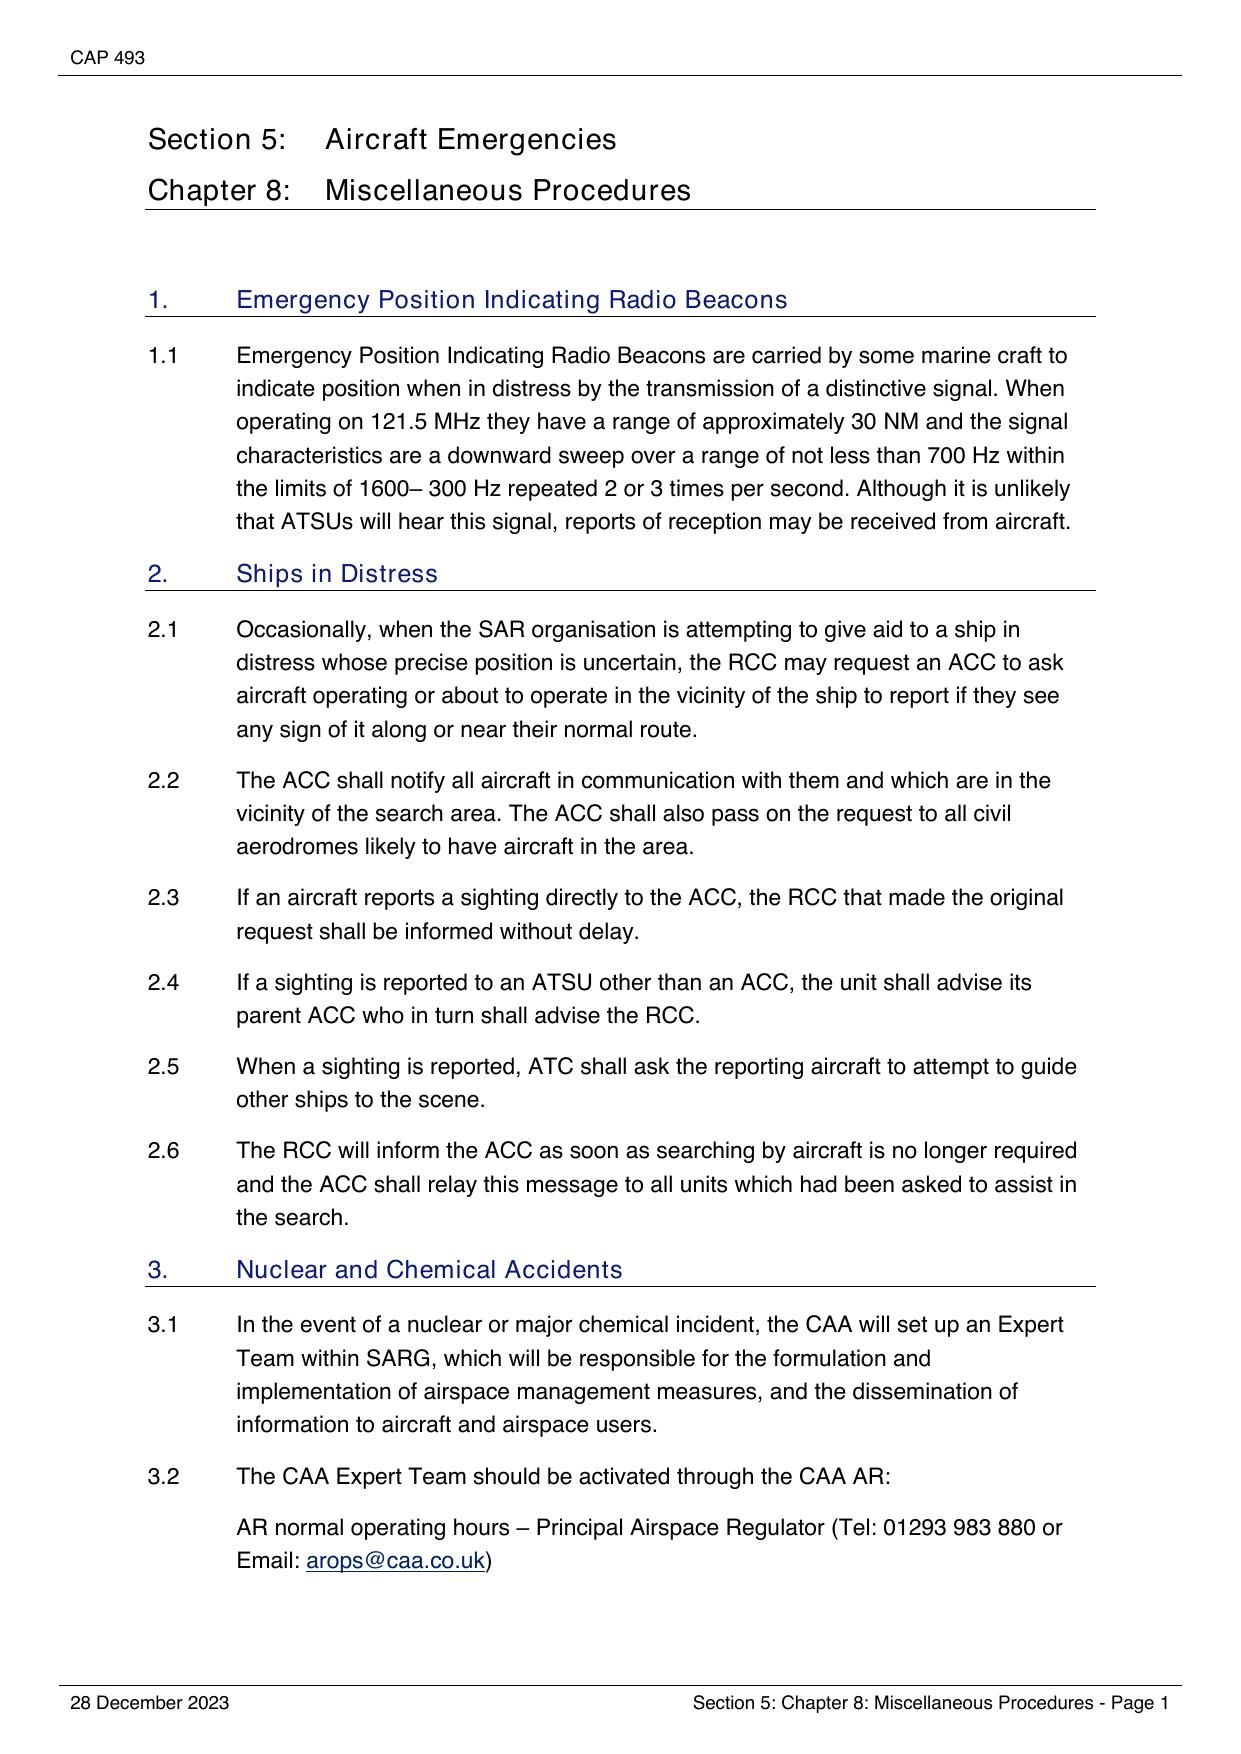 CAP 493
Section 5: Aircraft Emergencies
Chapter 8: Miscellaneous Procedures
1. Emergency Position Indicating Radio Beacons
1.1 Emergency Position Indicating Radio Beacons are carried by some marine craft to
indicate position when in distress by the transmission of a distinctive signal. When
operating on 121.5 MHz they have a range of approximately 30 NM and the signal
characteristics are a downward sweep over a range of not less than 700 Hz within
the limits of 1600– 300 Hz repeated 2 or 3 times per second. Although it is unlikely
that ATSUs will hear this signal, reports of reception may be received from aircraft.
2. Ships in Distress
2.1 Occasionally, when the SAR organisation is attempting to give aid to a ship in
distress whose precise position is uncertain, the RCC may request an ACC to ask
aircraft operating or about to operate in the vicinity of the ship to report if they see
any sign of it along or near their normal route.
2.2 The ACC shall notify all aircraft in communication with them and which are in the
vicinity of the search area. The ACC shall also pass on the request to all civil
aerodromes likely to have aircraft in the area.
2.3 If an aircraft reports a sighting directly to the ACC, the RCC that made the original
request shall be informed without delay.
2.4 If a sighting is reported to an ATSU other than an ACC, the unit shall advise its
parent ACC who in turn shall advise the RCC.
2.5 When a sighting is reported, ATC shall ask the reporting aircraft to attempt to guide
other ships to the scene.
2.6 The RCC will inform the ACC as soon as searching by aircraft is no longer required
and the ACC shall relay this message to all units which had been asked to assist in
the search.
3. Nuclear and Chemical Accidents
3.1 In the event of a nuclear or major chemical incident, the CAA will set up an Expert
Team within SARG, which will be responsible for the formulation and
implementation of airspace management measures, and the dissemination of
information to aircraft and airspace users.
3.2 The CAA Expert Team should be activated through the CAA AR:
AR normal operating hours – Principal Airspace Regulator (Tel: 01293 983 880 or
Email: arops@caa.co.uk)
28 December 2023 Section 5: Chapter 8: Miscellaneous Procedures - Page 1